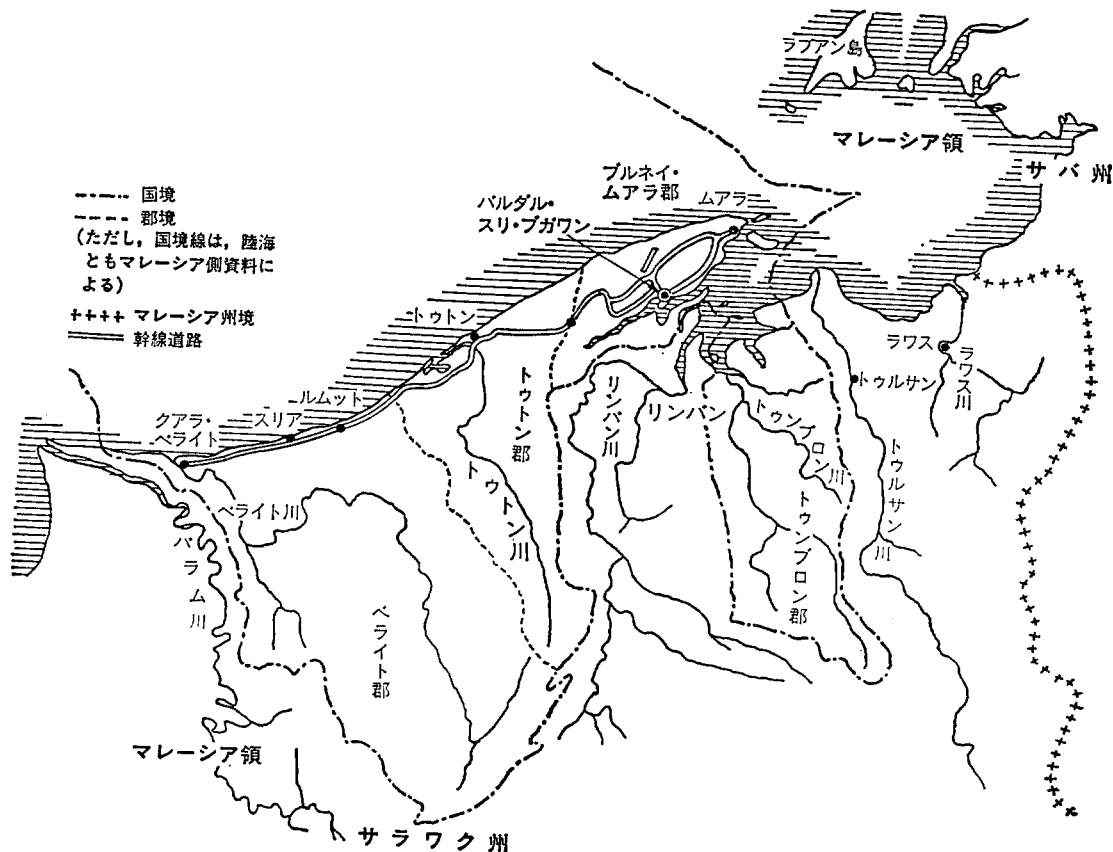 ラブアン島
マレーシア領
サバ州
国境
郡境
(ただし，国境線は，陸海
ともマレーシア側資料に
よる)
マレーシア州境
幹線道路
ブルネイ・
ムアラ郡
ムアラ
バルダル・
スリ・ブガワン
トゥトン
ルムット
スリア
クアラ・
ベライト
ラワス
ラワス川
トゥルサン
トゥルサン川
リンバン
リンバン川
トゥンブロン川
トゥンブロン郡
トゥトン郡
トゥトン川
ベライト川
バラム川
ベライト郡
マレーシア領
サラワク州